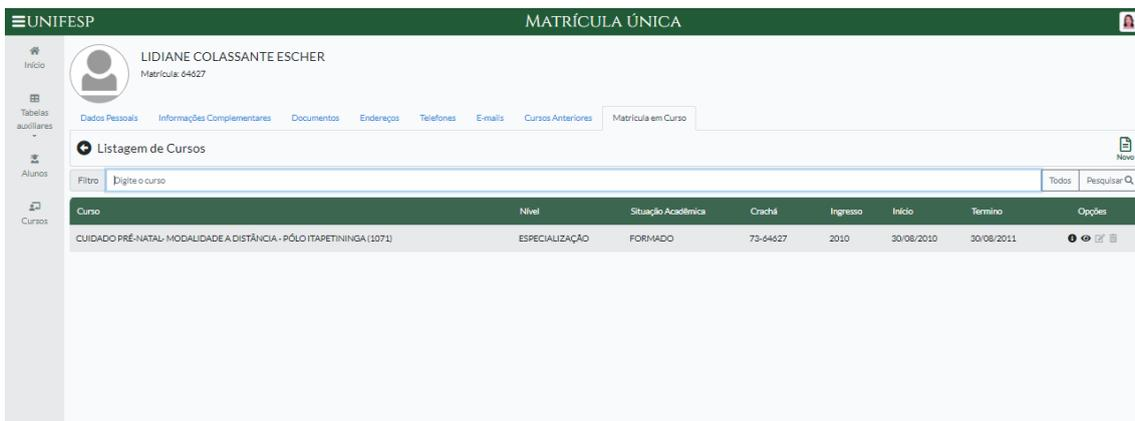 UNIFESP
MATRÍCULA ÚNICA
Início
Tabelas
auxiliares
Alunos
Cursos
LIDIANE COLASSANTE ESCHER
Matrícula: 64627
Dados Pessoais Informações Complementares Documentos Endereços Telefones E-mails Cursos Anteriores Matrícula em Curso
Listagem de Cursos
Novo
Filtro Digite o curso Todos Pesquisar
Curso Nível Situação Acadêmica Crachá Ingresso Início Termino Opções
CUIDADO PRÉ-NATAL- MODALIDADE A DISTÂNCIA - PÓLO ITAPETININGA (1071) ESPECIALIZAÇÃO FORMADO 73-64627 2010 30/08/2010 30/08/2011